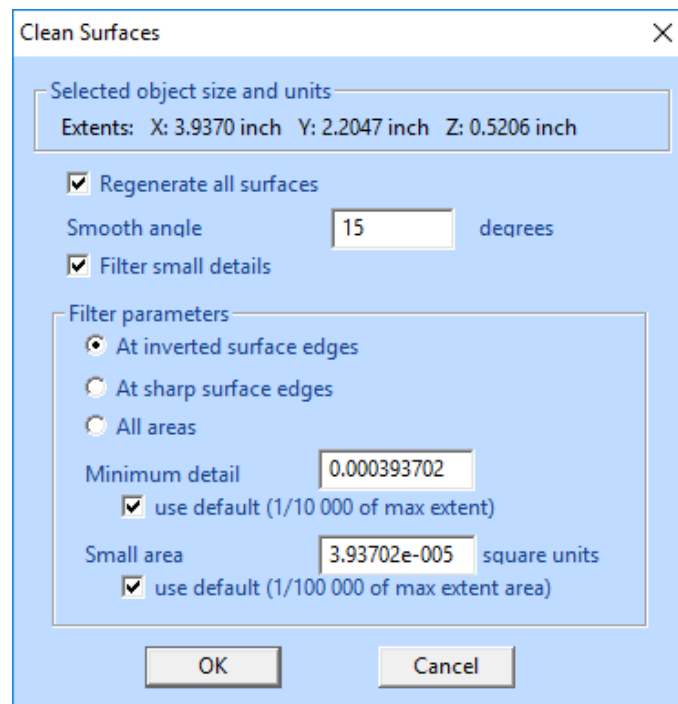 Clean Surfaces
Selected object size and units
Extents: X: 3.9370 inch Y: 2.2047 inch Z: 0.5206 inch
Regenerate all surfaces
Smooth angle 15 degrees
Filter small details
Filter parameters
At inverted surface edges
At sharp surface edges
All areas
Minimum detail 0.000393702
use default (1/10 000 of max extent)
Small area 3.93702e-005 square units
use default (1/100 000 of max extent area)
OK Cancel